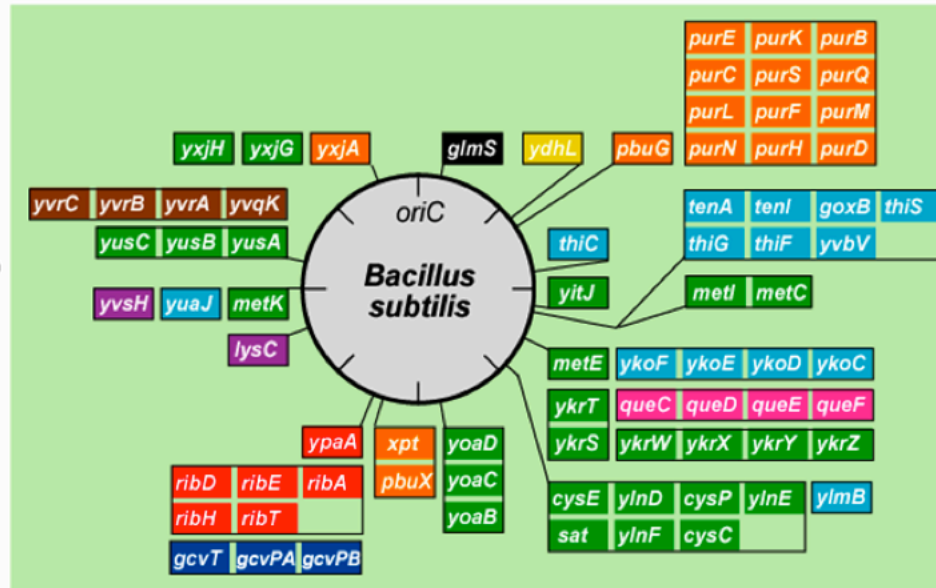 purE purK purB
purC purS purQ
purL purF purM
purN purH purD
yxjH yxjG yxjA glmS ydhL pbuG
oriC
yvrC yvrB yvrA yvqK
yusC yusB yusA
tenA tenI goxB thiS
thiG thiF yvbV
thiC
Bacillus
subtilis
yvsH yuaJ metK
yitJ metI metC
lysC
metE ykoF ykoE ykoD ykoC
ykrT queC queD queE queF
ykrS ykrW ykrX ykrY ykrZ
ypaA xpt yoaD
pbuX yoaC
yoaB
ribD ribE ribA
ribH ribT
gcvT gcvPA gcvPB
cysE ylnD cysP ylnE ylmB
sat ylnF cysC